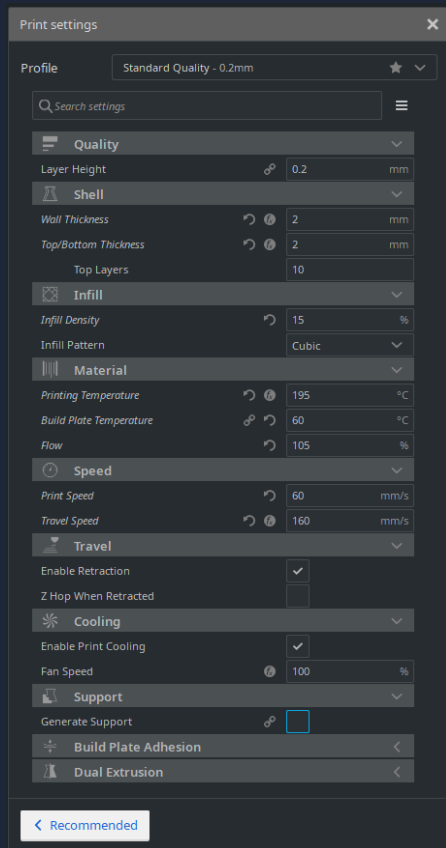 Print settings
Profile Standard Quality - 0.2mm
Search settings
Quality
Layer Height 0.2 mm
Shell
Wall Thickness 2 mm
Top/Bottom Thickness 2 mm
Top Layers 10
Infill
Infill Density 15 %
Infill Pattern Cubic
Material
Printing Temperature 195 °C
Build Plate Temperature 60 °C
Flow 105 %
Speed
Print Speed 60 mm/s
Travel Speed 160 mm/s
Travel
Enable Retraction
Z Hop When Retracted
Cooling
Enable Print Cooling
Fan Speed 100 %
Support
Generate Support
Build Plate Adhesion
Dual Extrusion
Recommended